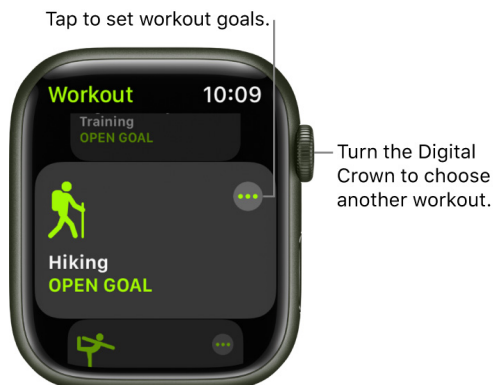 Tap to set workout goals.
Workout 10:09
Training
OPEN GOAL
Turn the Digital
Crown to choose
another workout.
Hiking
OPEN GOAL